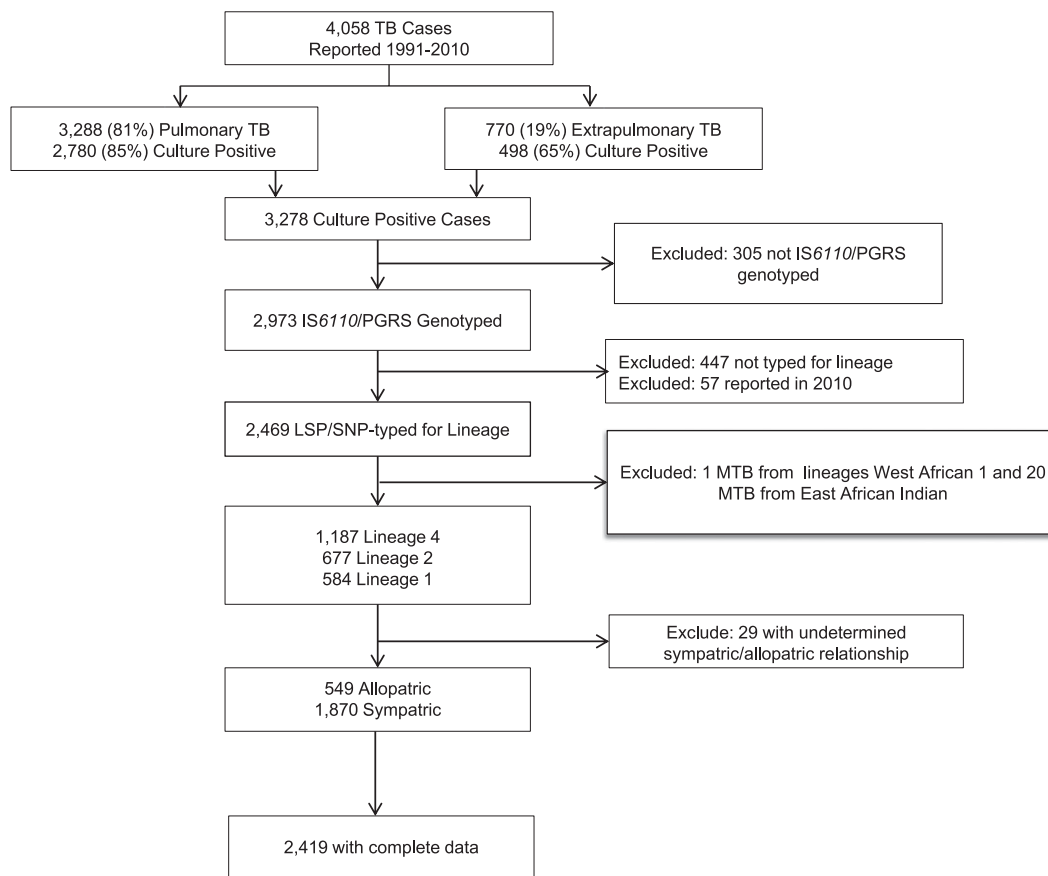 4,058 TB Cases
Reported 1991-2010
3,288 (81%) Pulmonary TB
2,780 (85%) Culture Positive
770 (19%) Extrapulmonary TB
498 (65%) Culture Positive
3,278 Culture Positive Cases
Excluded: 305 not IS6110/PGRS
genotyped
2,973 IS6110/PGRS Genotyped
Excluded: 447 not typed for lineage
Excluded: 57 reported in 2010
2,469 LSP/SNP-typed for Lineage
Excluded: 1 MTB from lineages West African 1 and 20
MTB from East African Indian
1,187 Lineage 4
677 Lineage 2
584 Lineage 1
Exclude: 29 with undetermined
sympatric/allopatric relationship
549 Allopatric
1,870 Sympatric
2,419 with complete data